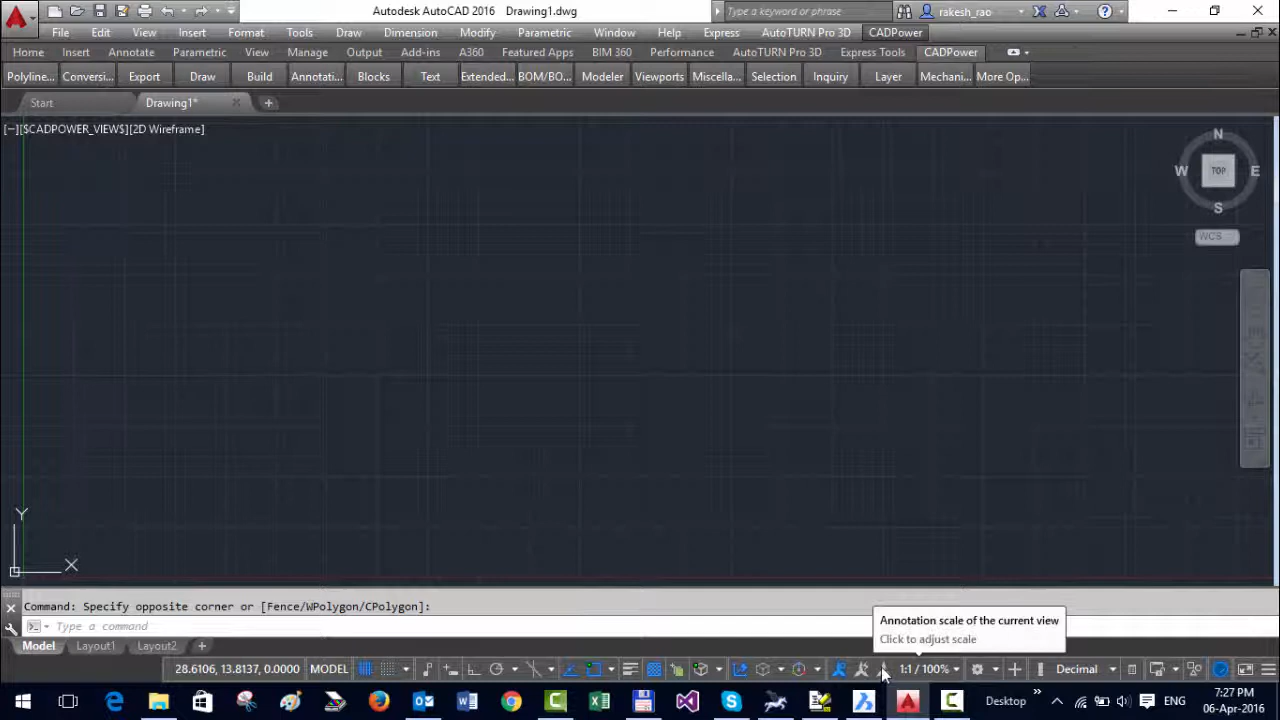 Autodesk AutoCAD 2016 Drawing1.dwg
Type a keyword or phrase
rakesh_rao
File Edit View Insert Format Tools Draw Dimension Modify Parametric Window Help Express AutoTURN Pro 3D CADPower
Home Insert Annotate Parametric View Manage Output Add-ins A360 Featured Apps BIM 360 Performance AutoTURN Pro 3D Express Tools CADPower
Polyline... Conversi... Export Draw Build Annotati... Blocks Text Extended... BOM/BO... Modeler Viewports Miscella... Selection Inquiry Layer Mechani... More Op...
Start Drawing1*
[−][$CADPOWER_VIEW$][2D Wireframe]
N
W TOP E
S
WCS
Y
X
Command: Specify opposite corner or [Fence/WPolygon/CPolygon]:
Type a command
Annotation scale of the current view
Click to adjust scale
Model Layout1 Layout2
28.6106, 13.8137, 0.0000 MODEL 1:1 / 100% Decimal
Desktop ENG 7:27 PM
06-Apr-2016